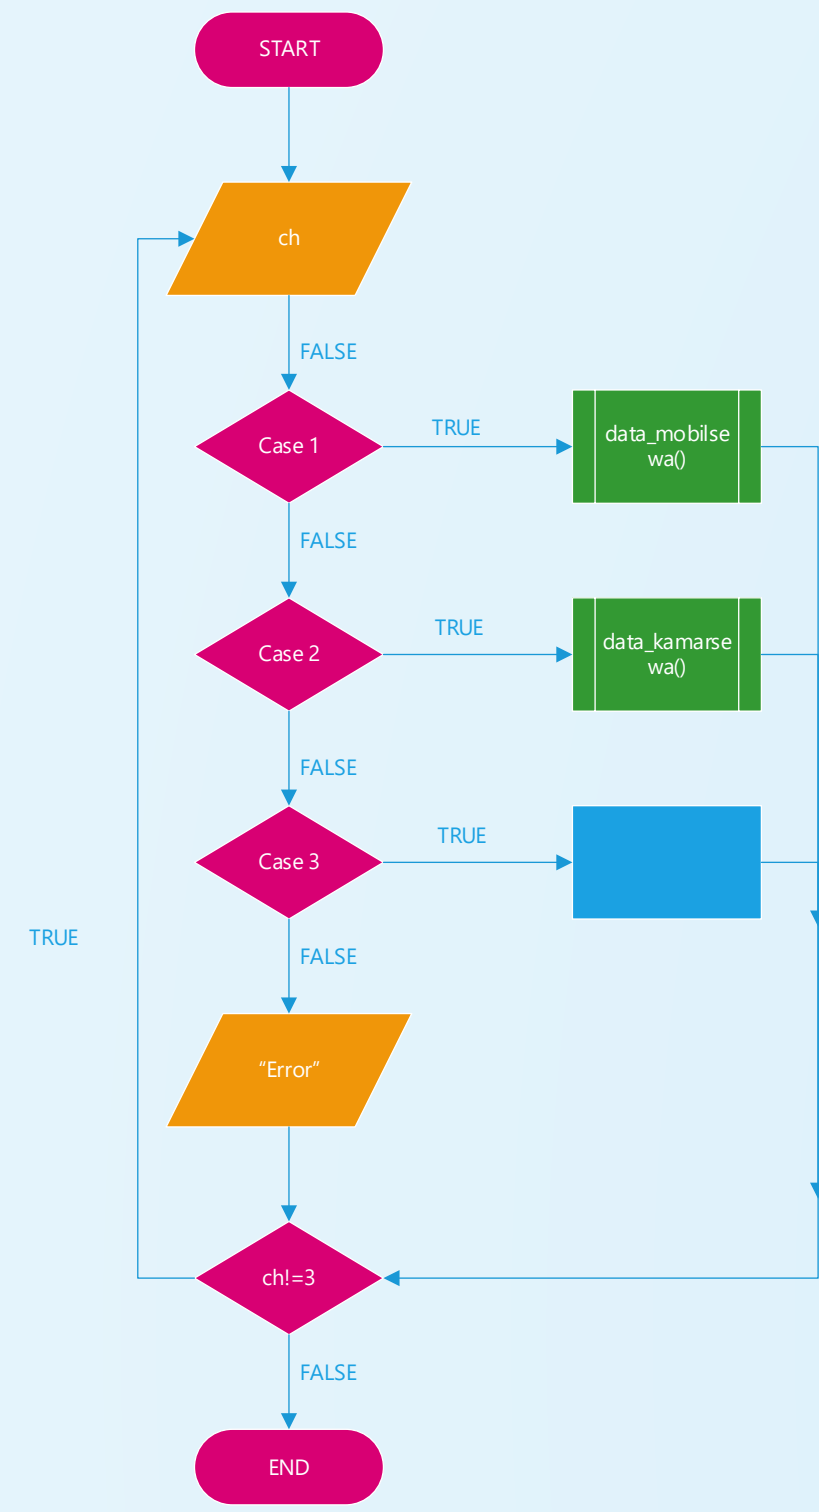 START
ch
FALSE
Case 1
TRUE
data_mobilse
wa()
FALSE
Case 2
TRUE
data_kamarse
wa()
FALSE
Case 3
TRUE
TRUE
FALSE
“Error”
ch!=3
FALSE
END